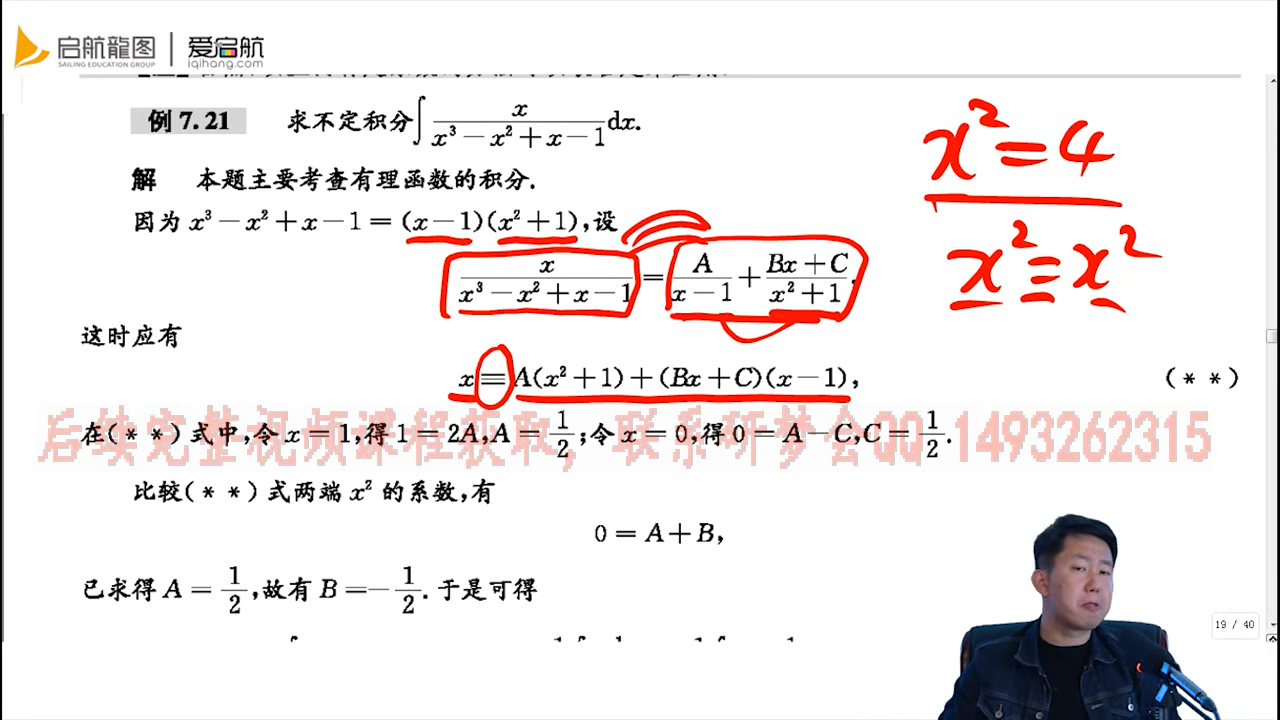 启航龍图 | 爱启航
SAILING EDUCATION GROUP iqihang.com
例 7.21 求不定积分∫ x/(x³－x²＋x－1) dx.
解 本题主要考查有理函数的积分.
因为 x³－x²＋x－1＝(x－1)(x²＋1),设
x/(x³－x²＋x－1)＝A/(x－1)＋(Bx＋C)/(x²＋1).
这时应有
x≡A(x²＋1)＋(Bx＋C)(x－1), (＊＊)
在(＊＊)式中,令 x＝1,得 1＝2A,A＝1/2;令 x＝0,得 0＝A－C,C＝1/2.
后续完整视频课程获取，联系研梦会QQ 1493262315
比较(＊＊)式两端 x² 的系数,有
0＝A＋B,
已求得 A＝1/2,故有 B＝－1/2.于是可得
x²=4
x²≡x²
19 / 40